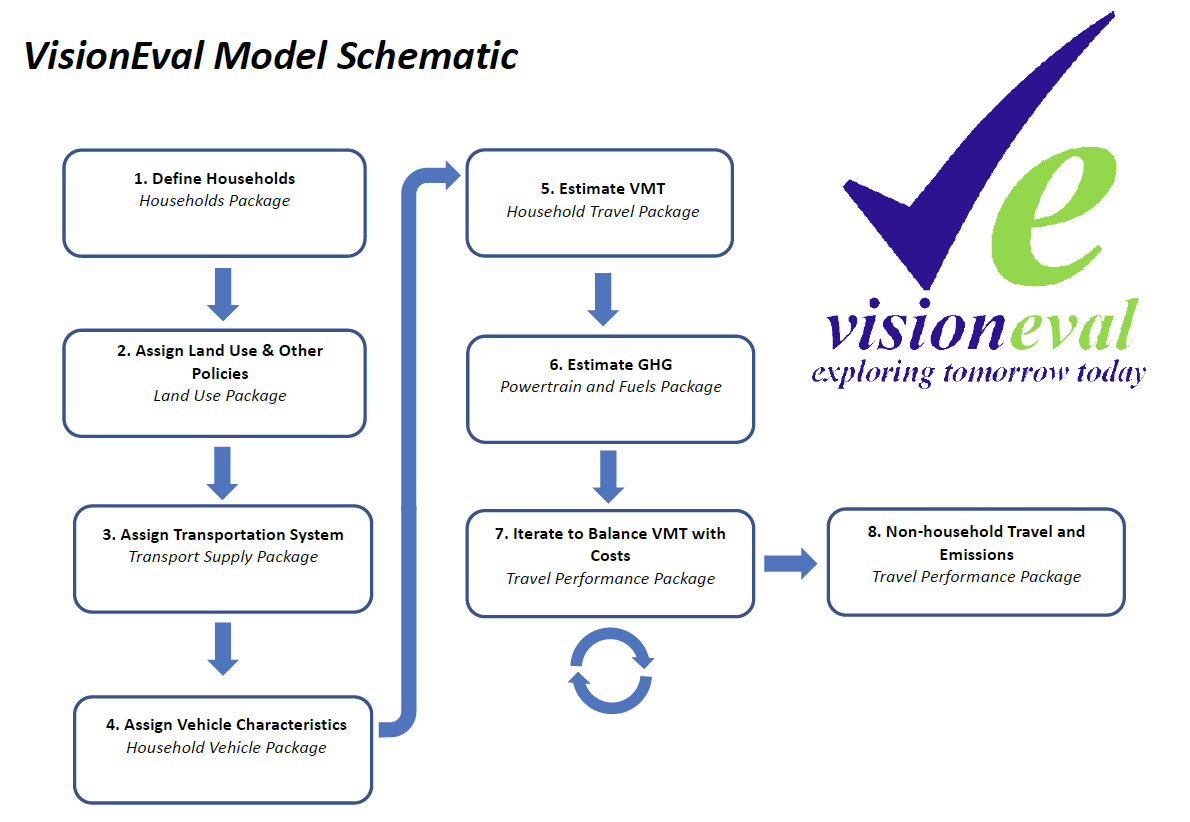 VisionEval Model Schematic
1. Define Households
Households Package
2. Assign Land Use & Other
Policies
Land Use Package
3. Assign Transportation System
Transport Supply Package
4. Assign Vehicle Characteristics
Household Vehicle Package
5. Estimate VMT
Household Travel Package
6. Estimate GHG
Powertrain and Fuels Package
7. Iterate to Balance VMT with
Costs
Travel Performance Package
8. Non-household Travel and
Emissions
Travel Performance Package
Ve
visioneval
exploring tomorrow today